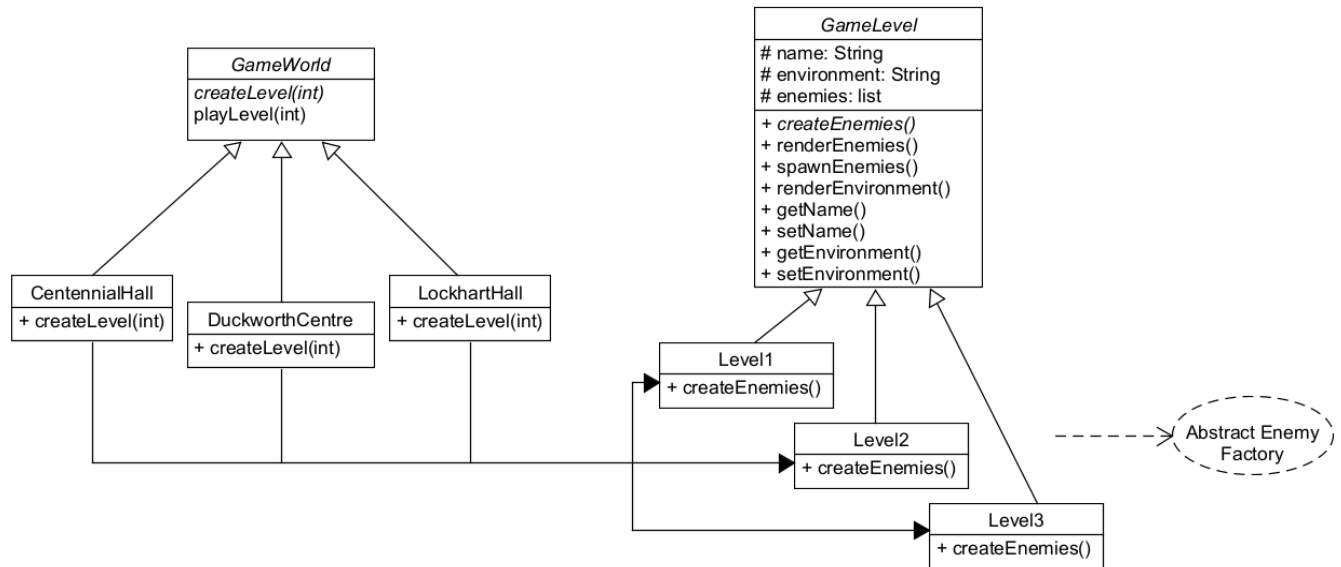 GameWorld
createLevel(int)
playLevel(int)
CentennialHall
+ createLevel(int)
DuckworthCentre
+ createLevel(int)
LockhartHall
+ createLevel(int)
GameLevel
# name: String
# environment: String
# enemies: list
+ createEnemies()
+ renderEnemies()
+ spawnEnemies()
+ renderEnvironment()
+ getName()
+ setName()
+ getEnvironment()
+ setEnvironment()
Level1
+ createEnemies()
Level2
+ createEnemies()
Level3
+ createEnemies()
Abstract Enemy
Factory